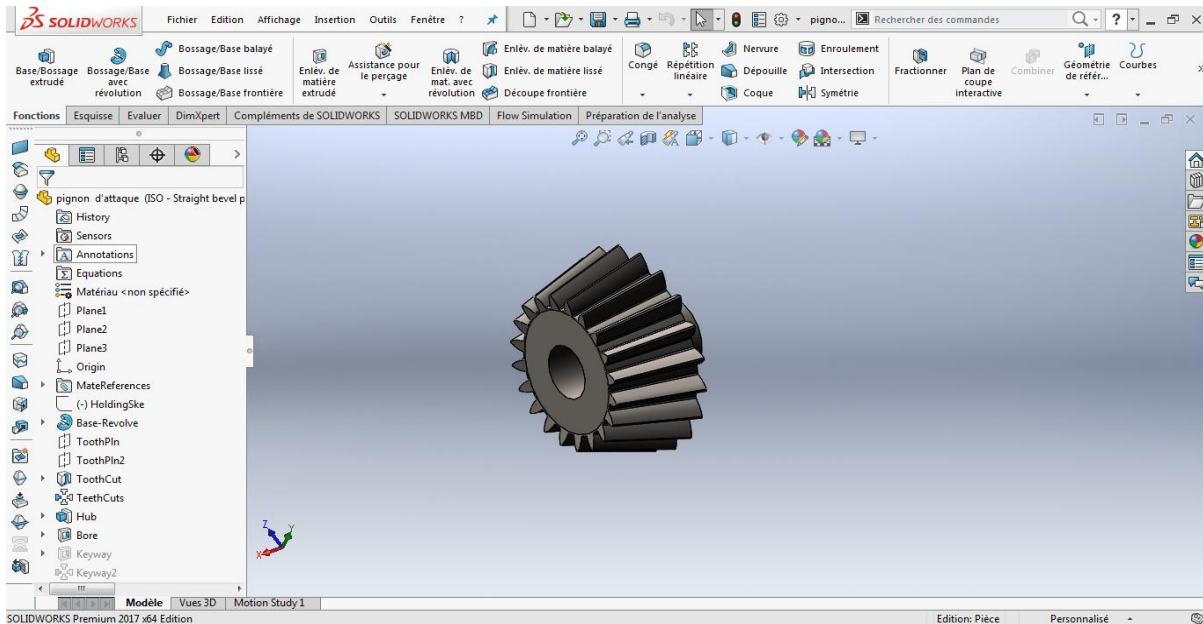 SOLIDWORKS Fichier Edition Affichage Insertion Outils Fenêtre ? pigno... Rechercher des commandes ?
Base/Bossage extrudé
Bossage/Base avec révolution
Bossage/Base balayé
Bossage/Base lissé
Bossage/Base frontière
Enlèv. de matière extrudé
Assistance pour le perçage
Enlèv. de mat. avec révolution
Enlèv. de matière balayé
Enlèv. de matière lissé
Découpe frontière
Congé
Répétition linéaire
Nervure
Dépouille
Coque
Enroulement
Intersection
Symétrie
Fractionner
Plan de coupe interactive
Combiner
Géométrie de référ...
Courbes
Fonctions Esquisse Evaluer DimXpert Compléments de SOLIDWORKS SOLIDWORKS MBD Flow Simulation Préparation de l'analyse
pignon d'attaque (ISO - Straight bevel p
History
Sensors
Annotations
Equations
Matériau <non spécifié>
Plane1
Plane2
Plane3
Origin
MateReferences
(-) HoldingSke
Base-Revolve
ToothPln
ToothPln2
ToothCut
TeethCuts
Hub
Bore
Keyway
Keyway2
Z Y X
Modèle Vues 3D Motion Study 1
SOLIDWORKS Premium 2017 x64 Edition Edition: Pièce Personnalisé